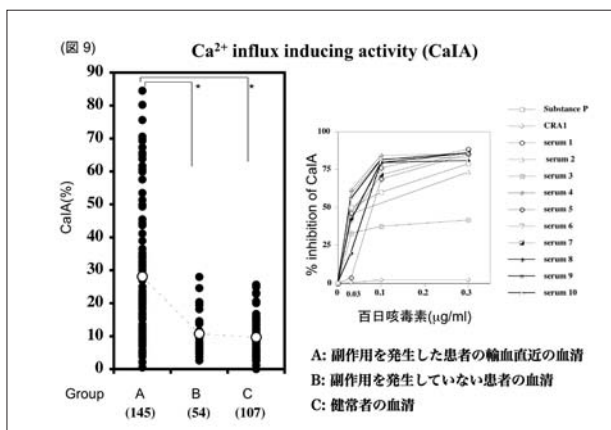 (図 9)
Ca²⁺ influx inducing activity (CaIA)
90
80
70
60
50
40
30
20
10
0
CaIA(%)
*
*
Group
A
B
C
(145)
(54)
(107)
100
75
50
25
0
% inhibition of CaIA
0
0.03
0.1
0.2
0.3
百日咳毒素(μg/ml)
Substance P
CRA1
serum 1
serum 2
serum 3
serum 4
serum 5
serum 6
serum 7
serum 8
serum 9
serum 10
A: 副作用を発生した患者の輸血直近の血清
B: 副作用を発生していない患者の血清
C: 健常者の血清